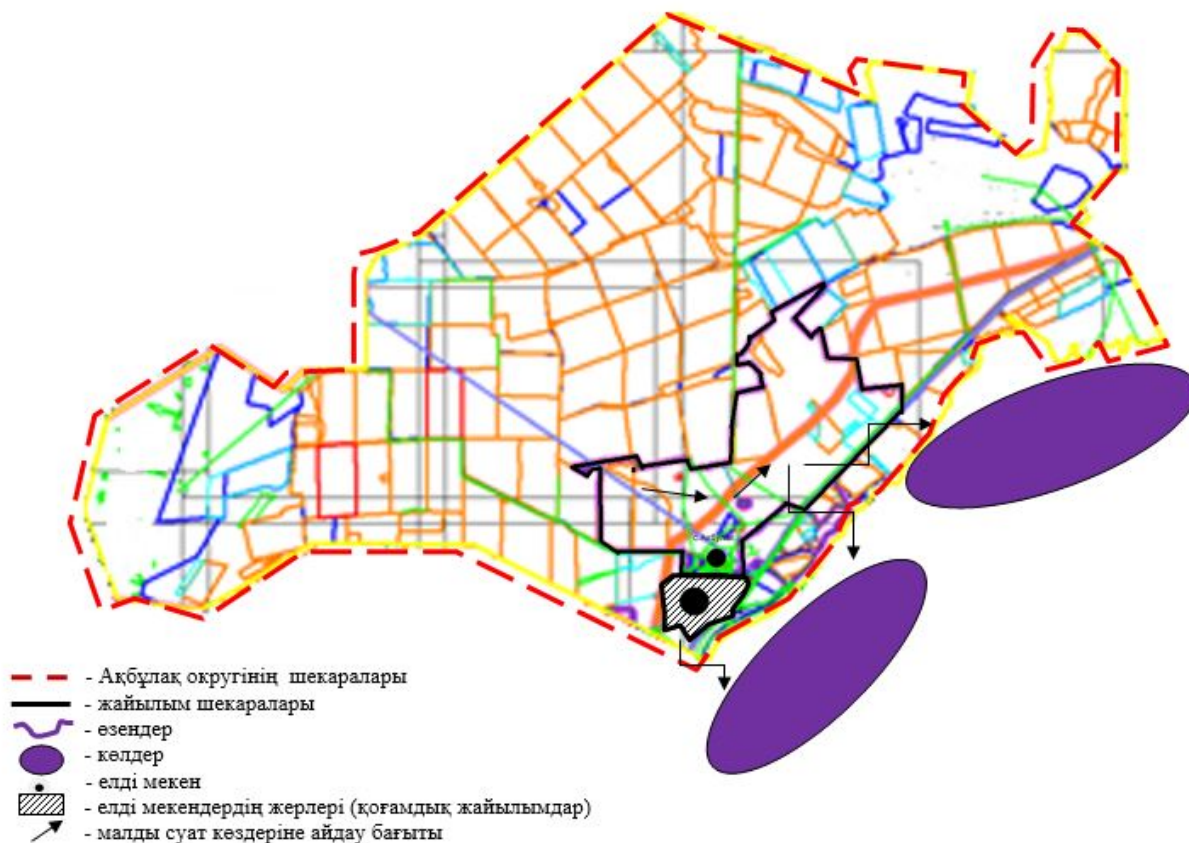 - Ақбұлақ округінің шекаралары
- жайылым шекаралары
- өзендер
- көлдер
- елді мекен
- елді мекендердің жерлері (қоғамдық жайылымдар)
- малды суат көздеріне айдау бағыты